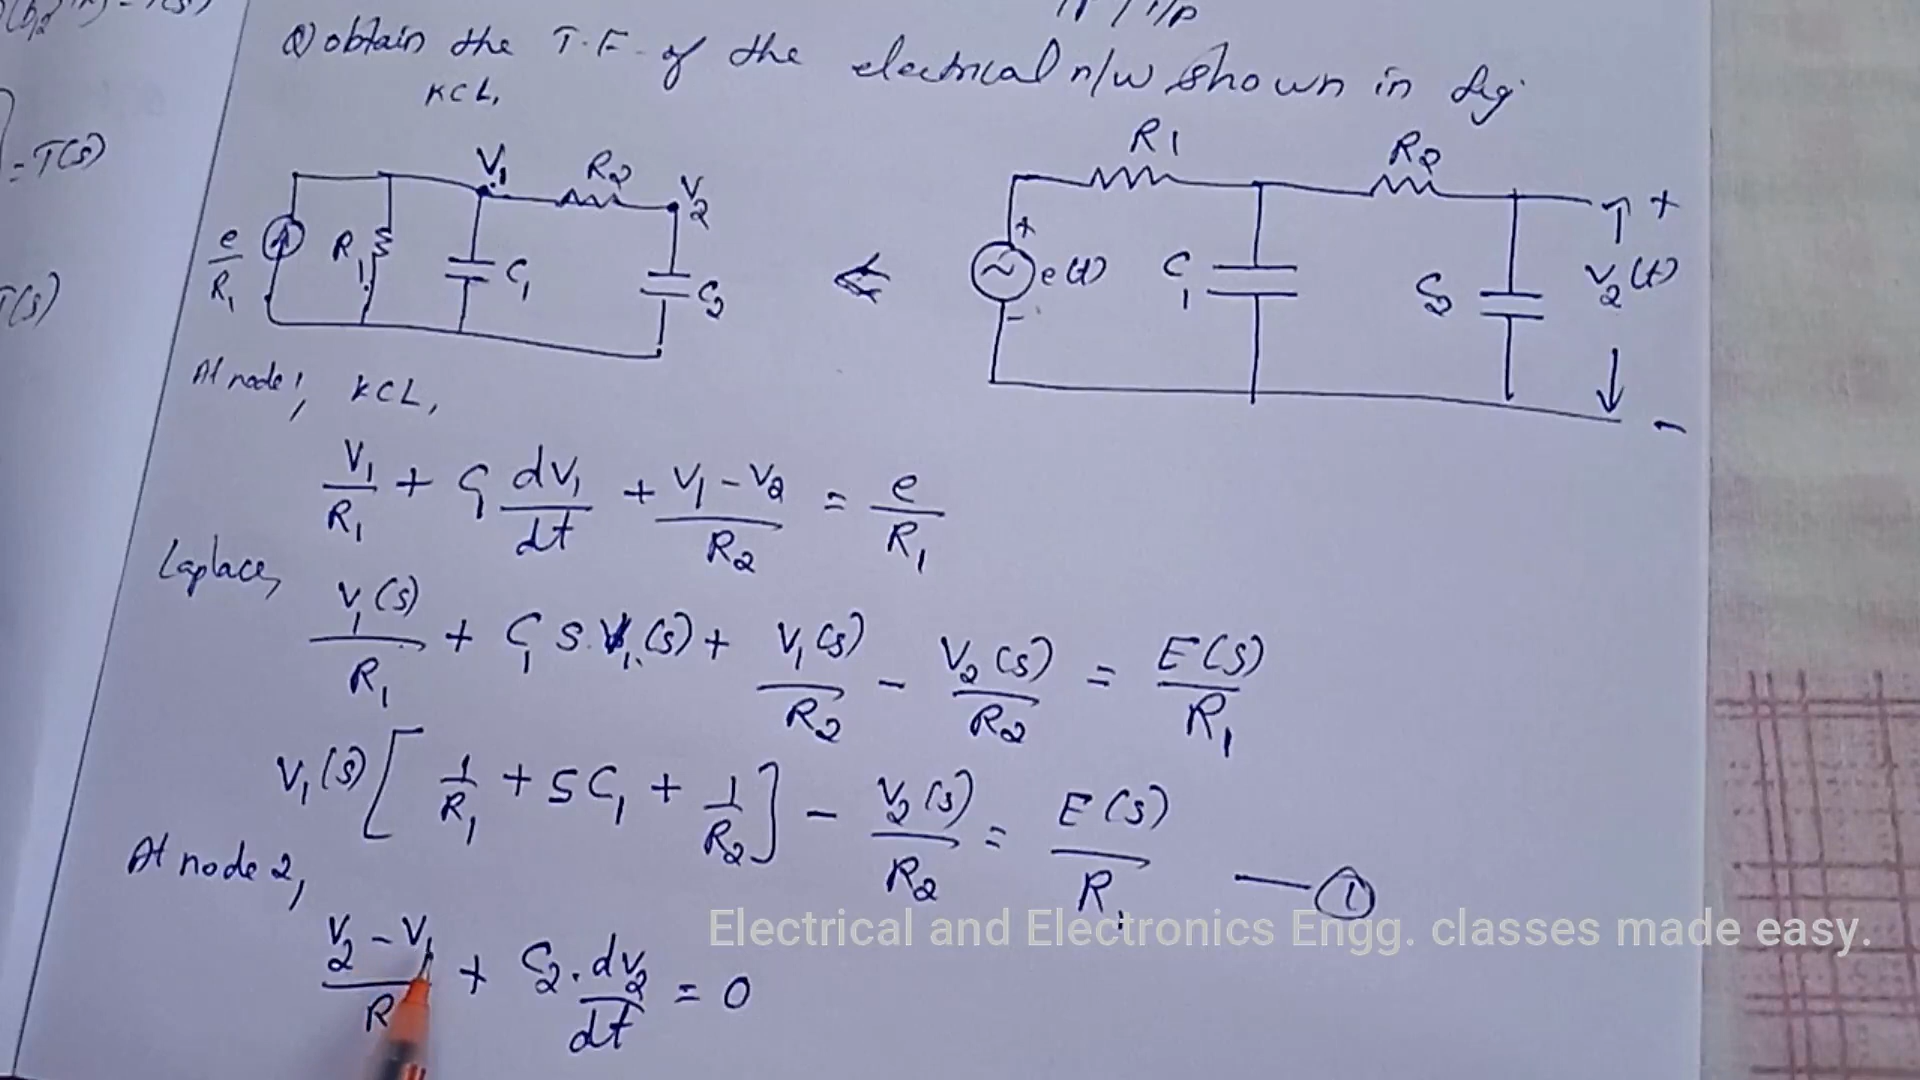 = T(s)
T(s)
Q) obtain the T.F. of the electrical n/w shown in fig.
KCL,
V1
R2
V2
e/R1
R1
C1
C2
R1
R2
+
e(t)
-
C1
C2
+
V2(t)
-
At node 1, KCL,
V1/R1 + C1 dV1/dt + V1-V2/R2 = e/R1
Laplace,
V1(s)/R1 + C1 S.V1(s) + V1(s)/R2 - V2(s)/R2 = E(s)/R1
V1(s)[1/R1 + SC1 + 1/R2] - V2(s)/R2 = E(s)/R1 — ①
At node 2,
V2-V1/R + C2.dV2/dt = 0
Electrical and Electronics Engg. classes made easy.